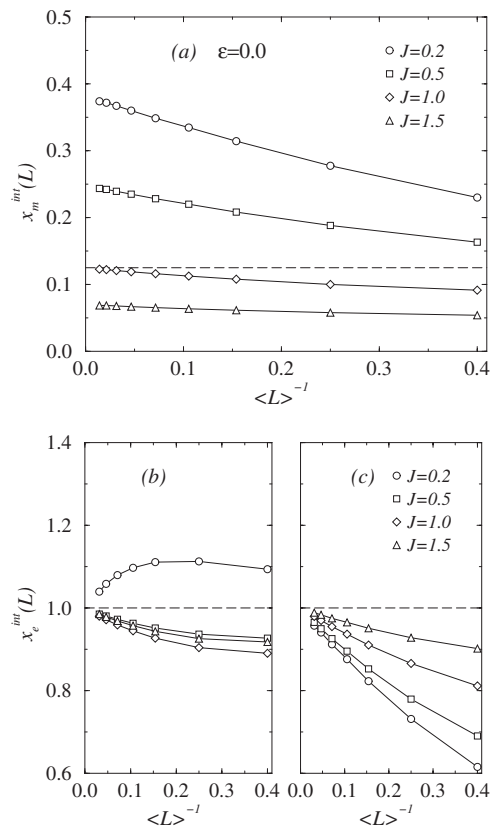 0.5
(a) ε=0.0
J=0.2
J=0.5
J=1.0
J=1.5
0.4
0.3
0.2
0.1
0.0
x_m^int(L)
0.0 0.1 0.2 0.3 0.4
<L>^-1
1.4
1.2
1.0
0.8
0.6
x_e^int(L)
(b)
0.0 0.1 0.2 0.3 0.4
<L>^-1
(c)
J=0.2
J=0.5
J=1.0
J=1.5
0.0 0.1 0.2 0.3 0.4
<L>^-1